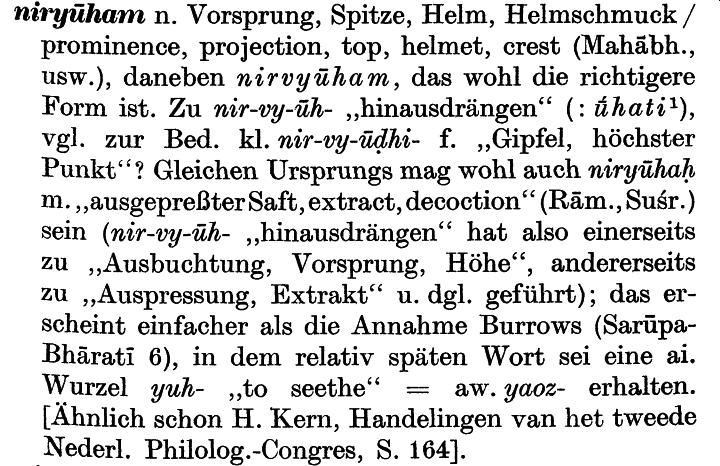 niryūham n. Vorsprung, Spitze, Helm, Helmschmuck /
prominence, projection, top, helmet, crest (Mahābh.,
usw.), daneben nirvyūham, das wohl die richtigere
Form ist. Zu nir-vy-ūh- „hinausdrängen“ (: ū́hati¹),
vgl. zur Bed. kl. nir-vy-ūḍhi- f. „Gipfel, höchster
Punkt“? Gleichen Ursprungs mag wohl auch niryūhaḥ
m. „ausgepreßter Saft, extract, decoction“ (Rām., Suśr.)
sein (nir-vy-ūh- „hinausdrängen“ hat also einerseits
zu „Ausbuchtung, Vorsprung, Höhe“, andererseits
zu „Auspressung, Extrakt“ u. dgl. geführt); das er-
scheint einfacher als die Annahme Burrows (Sarūpa-
Bhāratī 6), in dem relativ späten Wort sei eine ai.
Wurzel yuh- „to seethe“ = aw. yaoz- erhalten.
[Ähnlich schon H. Kern, Handelingen van het tweede
Nederl. Philolog.-Congres, S. 164].